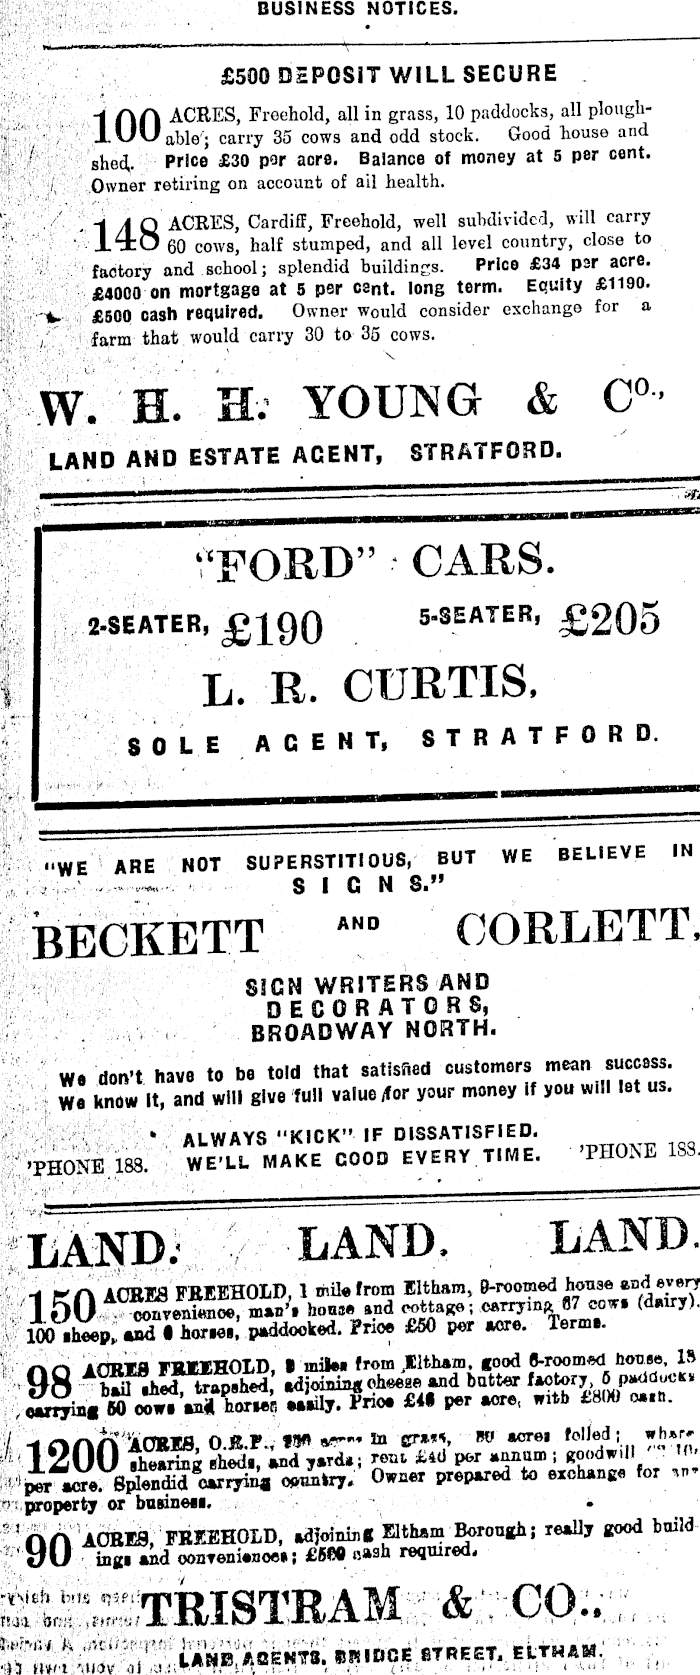 BUSINESS NOTICES.
£500 DEPOSIT WILL SECURE
100 ACRES, Freehold, all in grass, 10 paddocks, all plough-
able; carry 35 cows and odd stock. Good house and
shed. Price £30 per acre. Balance of money at 5 per cent.
Owner retiring on account of ail health.
148 ACRES, Cardiff, Freehold, well subdivided, will carry
60 cows, half stumped, and all level country, close to
factory and school; splendid buildings. Price £34 per acre.
£4000 on mortgage at 5 per cent. long term. Equity £1190.
£500 cash required. Owner would consider exchange for a
farm that would carry 30 to 35 cows.
W. H. H. YOUNG & CO.,
LAND AND ESTATE AGENT, STRATFORD.
"FORD" CARS.
2-SEATER, £190 5-SEATER, £205
L. R. CURTIS,
SOLE AGENT, STRATFORD.
"WE ARE NOT SUPERSTITIOUS, BUT WE BELIEVE IN
SIGNS."
BECKETT AND CORLETT,
SIGN WRITERS AND
DECORATORS,
BROADWAY NORTH.
We don't have to be told that satisfied customers mean success.
We know it, and will give full value for your money if you will let us.
ALWAYS "KICK" IF DISSATISFIED.
'PHONE 188. WE'LL MAKE GOOD EVERY TIME. 'PHONE 188.
LAND. LAND. LAND.
150 ACRES FREEHOLD, 1 mile from Eltham, 9-roomed house and every
convenience, man's house and cottage; carrying 67 cows (dairy).
100 sheep, and horses, paddocked. Price £50 per acre. Terms.
98 ACRES FREEHOLD, miles from Eltham, good 6-roomed house, 18
bail shed, trapshed, adjoining cheese and butter factory, 5 paddocks
carrying 50 cows and horses easily. Price per acre, with £800 cash.
1200 ACRES, O.R.P., acres in grass, acres felled; whare
shearing sheds, and yards; rent £40 per annum; goodwill
per acre. Splendid carrying country. Owner prepared to exchange for any
property or business.
90 ACRES, FREEHOLD, adjoining Eltham Borough; really good build
ings and conveniences; £500 cash required.
TRISTRAM & CO.,
LAND AGENTS, BRIDGE STREET, ELTHAM.